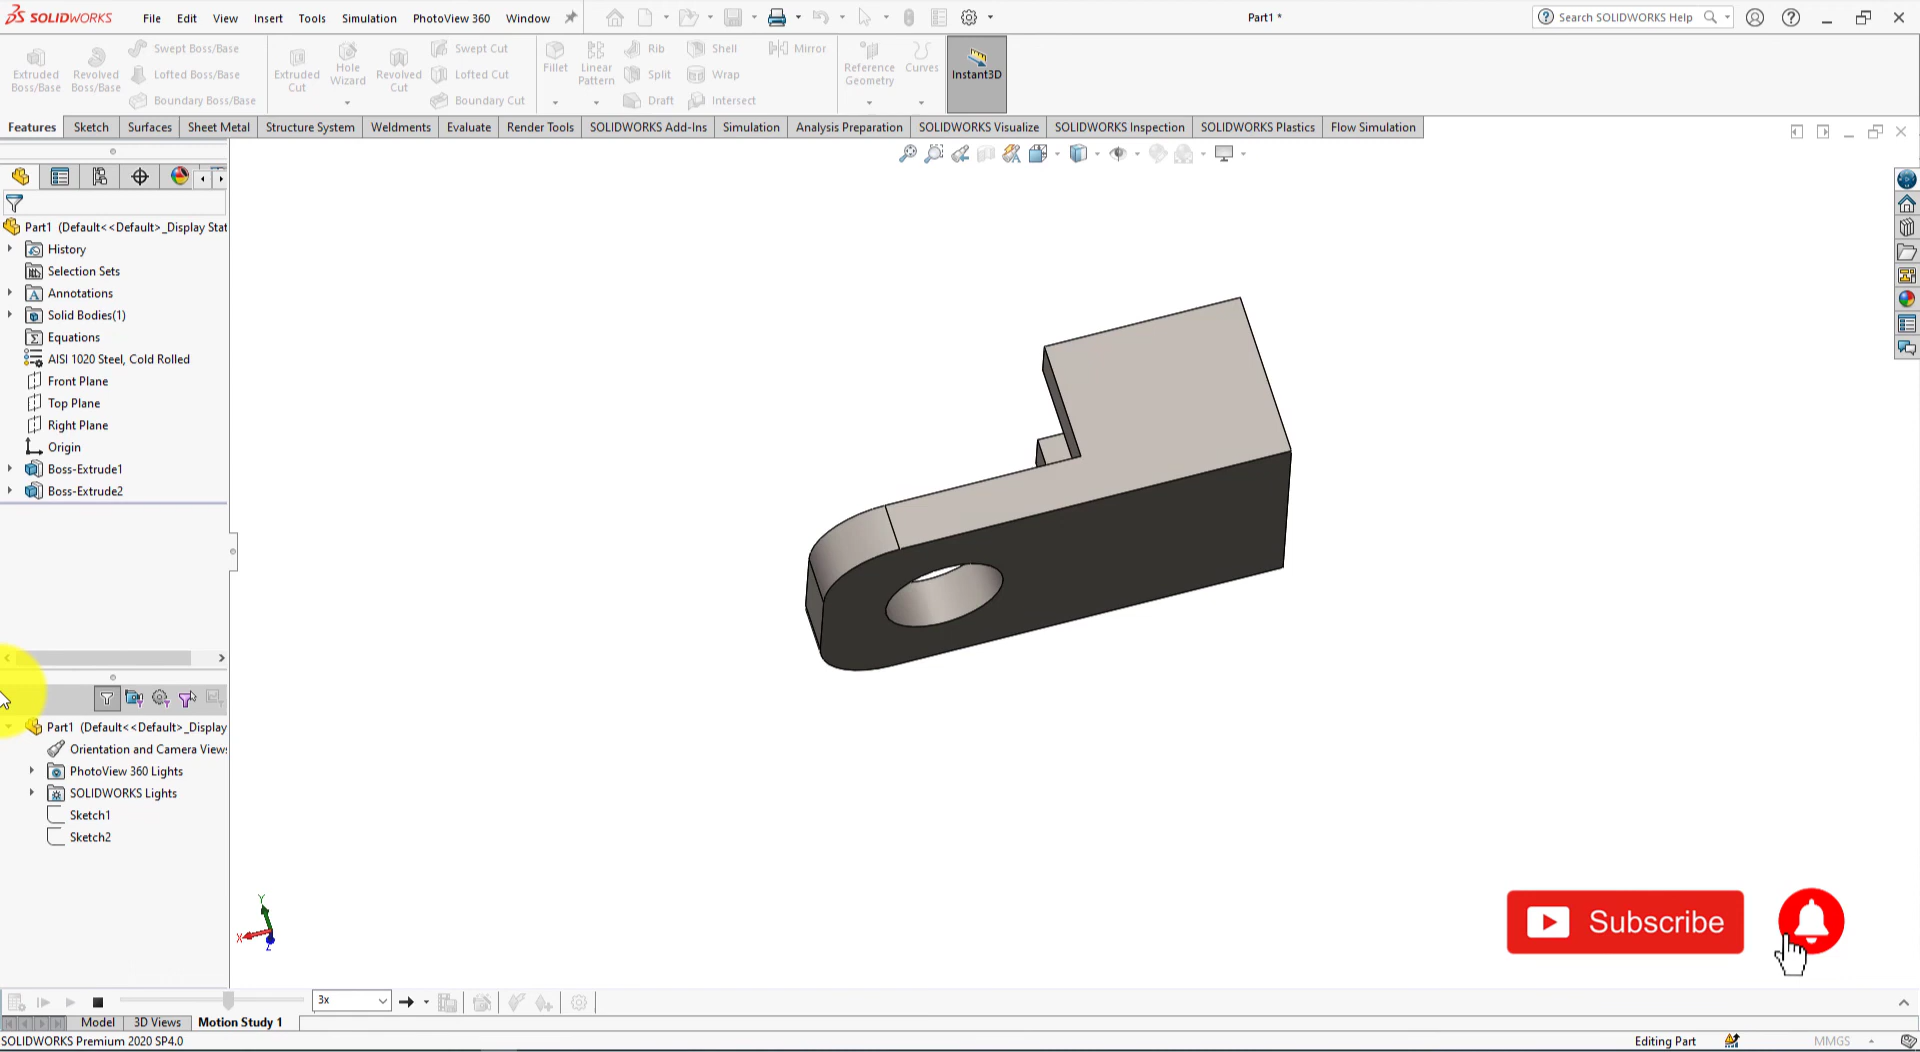 SOLIDWORKS File Edit View Insert Tools Simulation PhotoView 360 Window Part1 * Search SOLIDWORKS Help
Extruded Boss/Base
Revolved Boss/Base
Swept Boss/Base
Lofted Boss/Base
Boundary Boss/Base
Extruded Cut
Hole Wizard
Revolved Cut
Swept Cut
Lofted Cut
Boundary Cut
Fillet
Linear Pattern
Rib
Split
Draft
Shell
Wrap
Intersect
Mirror
Reference Geometry
Curves
Instant3D
Features Sketch Surfaces Sheet Metal Structure System Weldments Evaluate Render Tools SOLIDWORKS Add-Ins Simulation Analysis Preparation SOLIDWORKS Visualize SOLIDWORKS Inspection SOLIDWORKS Plastics Flow Simulation
Part1 (Default<<Default>_Display Stat
History
Selection Sets
Annotations
Solid Bodies(1)
Equations
AISI 1020 Steel, Cold Rolled
Front Plane
Top Plane
Right Plane
Origin
Boss-Extrude1
Boss-Extrude2
Part1 (Default<<Default>_Display
Orientation and Camera Views
PhotoView 360 Lights
SOLIDWORKS Lights
Sketch1
Sketch2
Y
X
Z
Subscribe
3x
Model 3D Views Motion Study 1
SOLIDWORKS Premium 2020 SP4.0 Editing Part MMGS